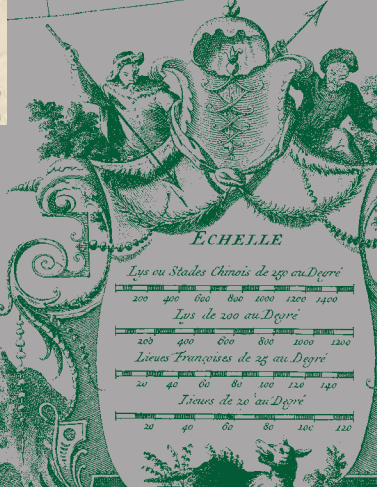 ECHELLE
Lys ou Stades Chinois de 250 au Degré
200 400 600 800 1000 1200 1400
Lys de 200 au Degré
200 400 600 800 1000 1200
Lieues Françoises de 25 au Degré
20 40 60 80 100 120 140
Lieues de 20 au Degré
20 40 60 80 100 120